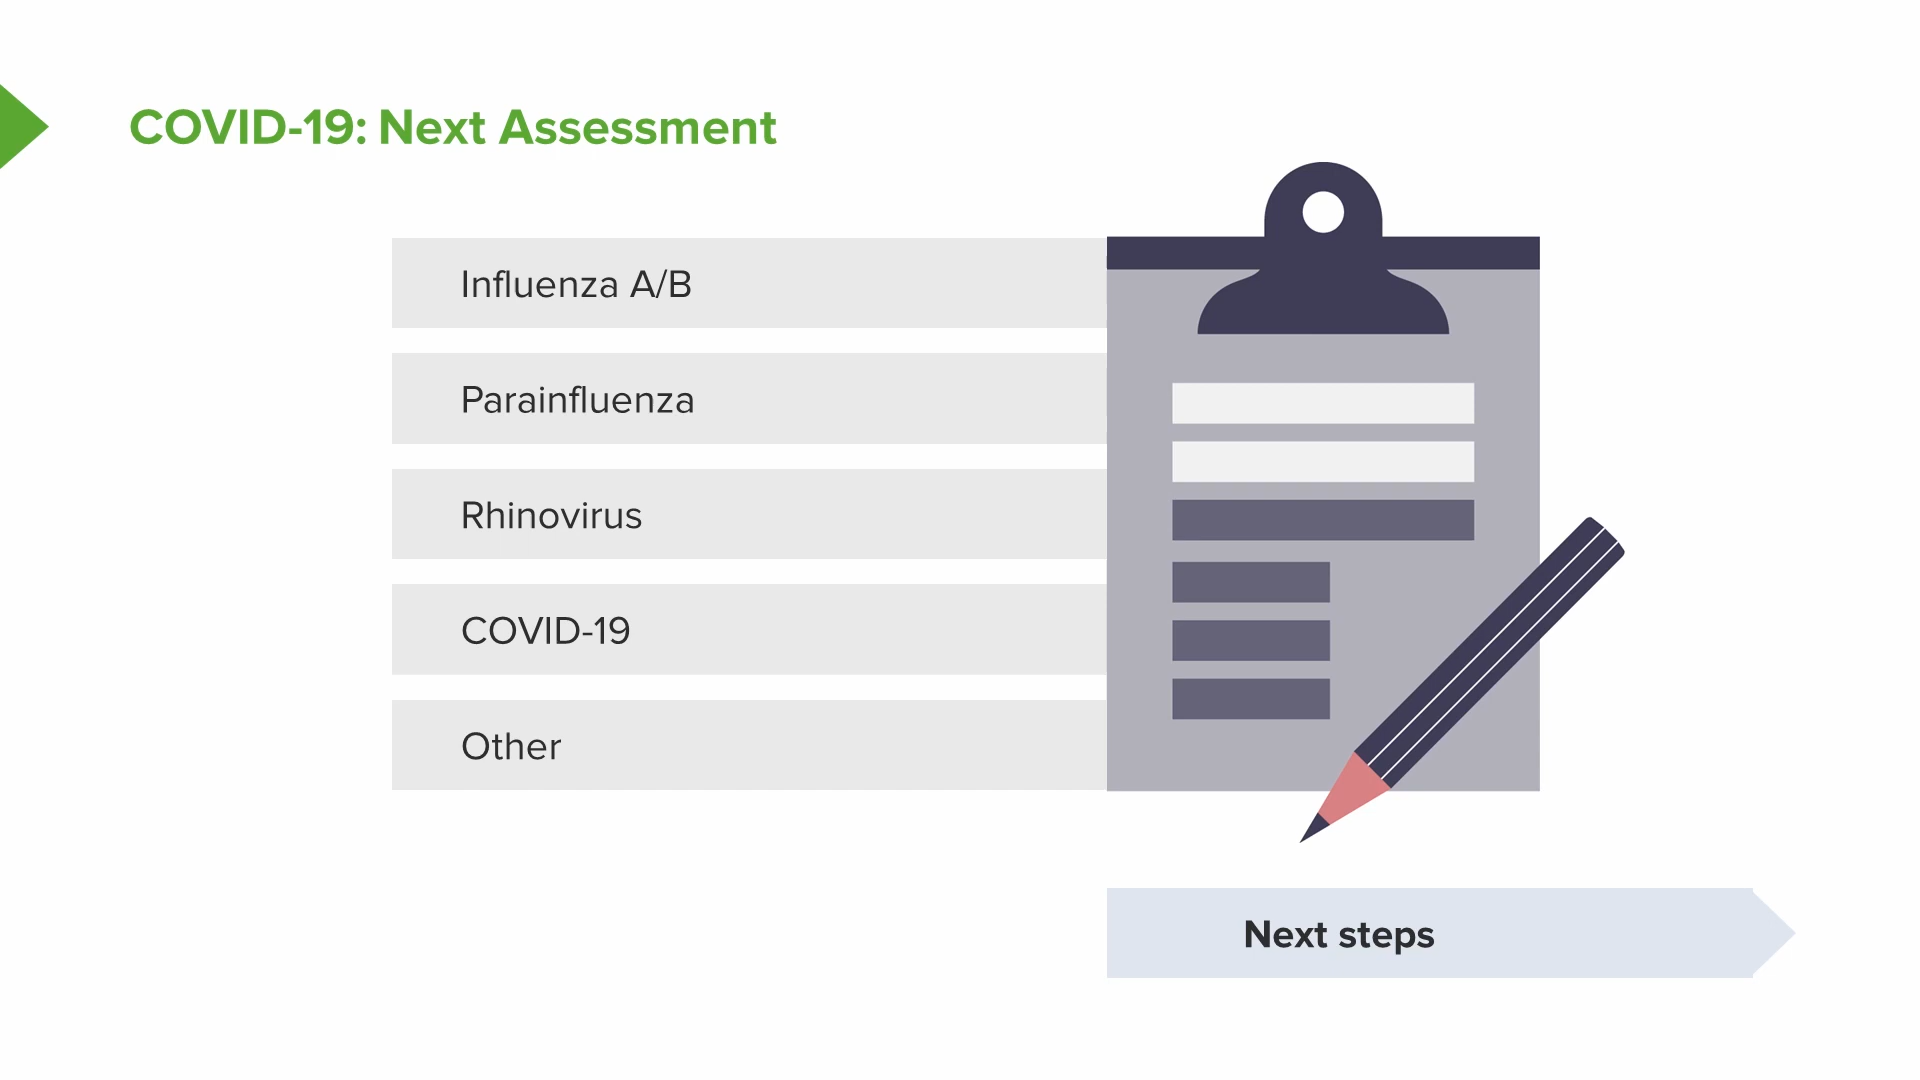 COVID-19: Next Assessment
Influenza A/B
Parainfluenza
Rhinovirus
COVID-19
Other
Next steps